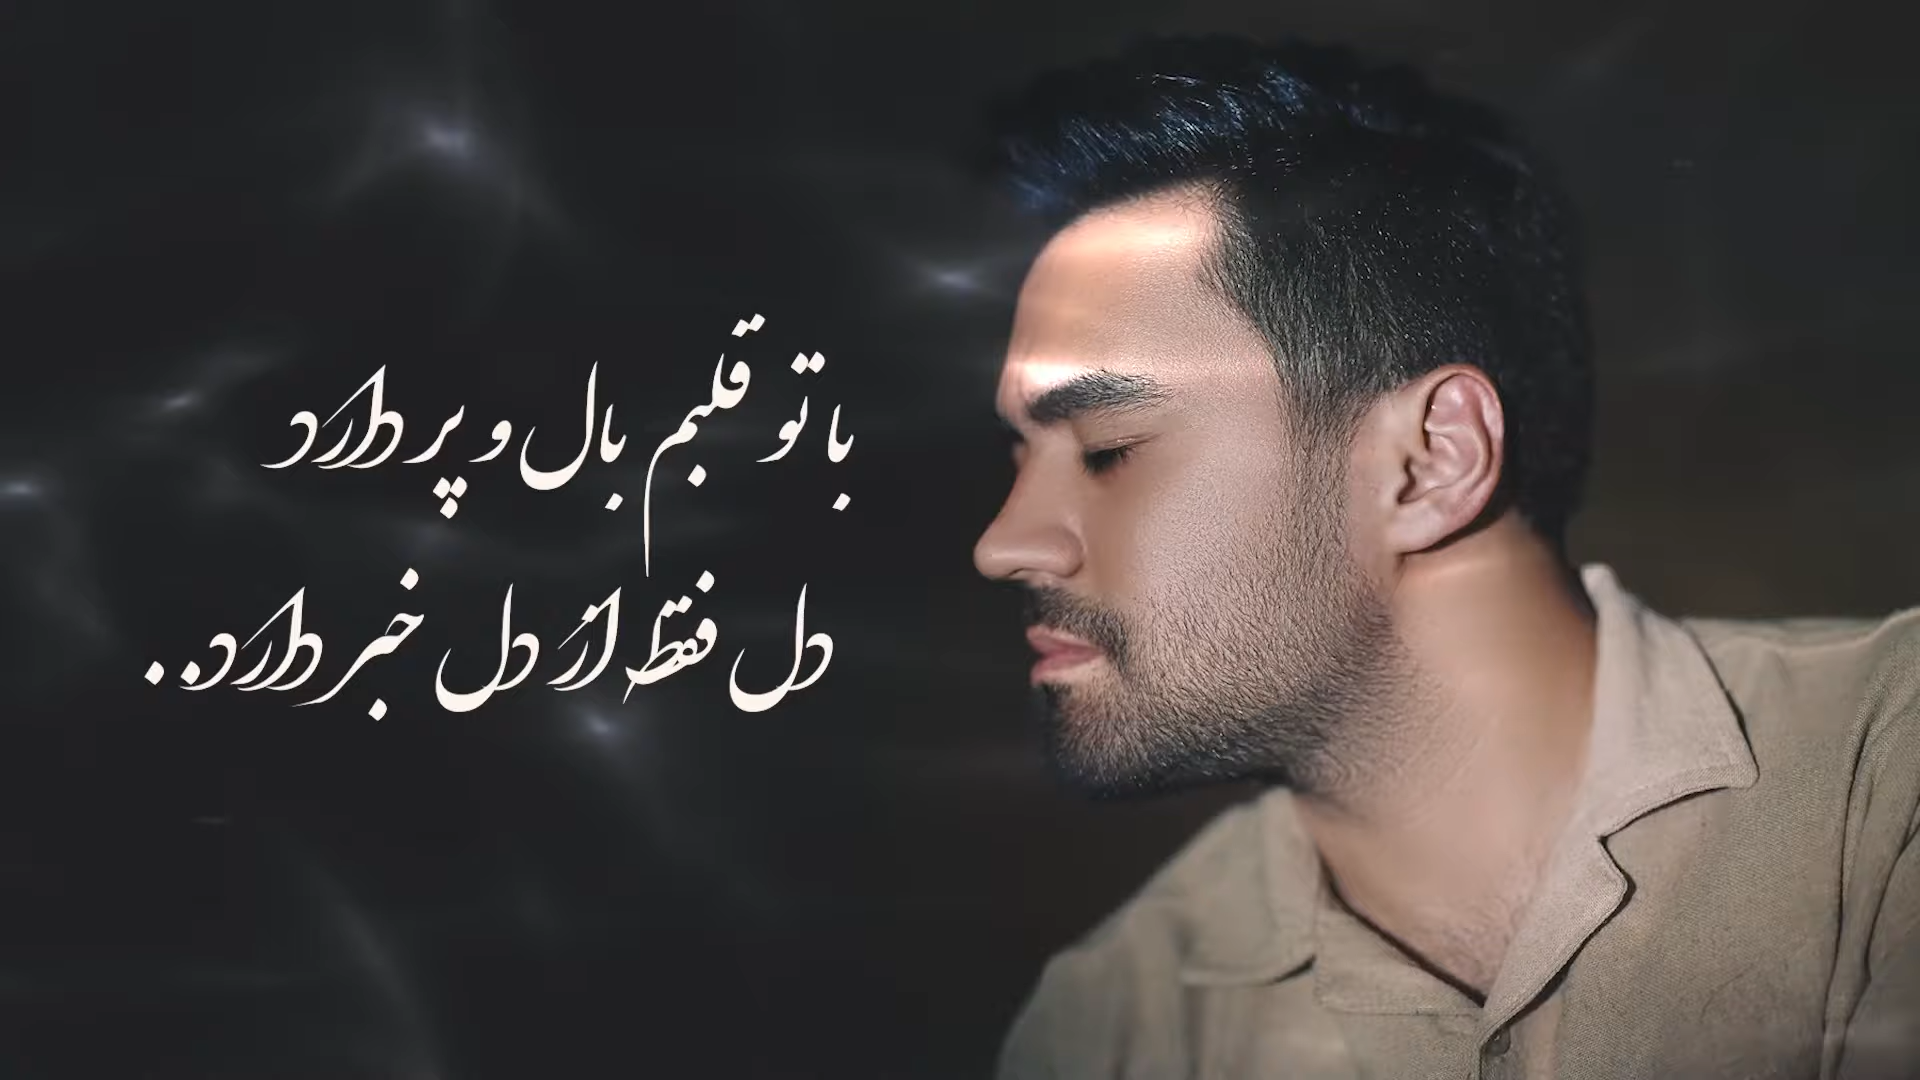 با تو قلبم بال و پر دارد
دل فقط از دل خبر دارد..